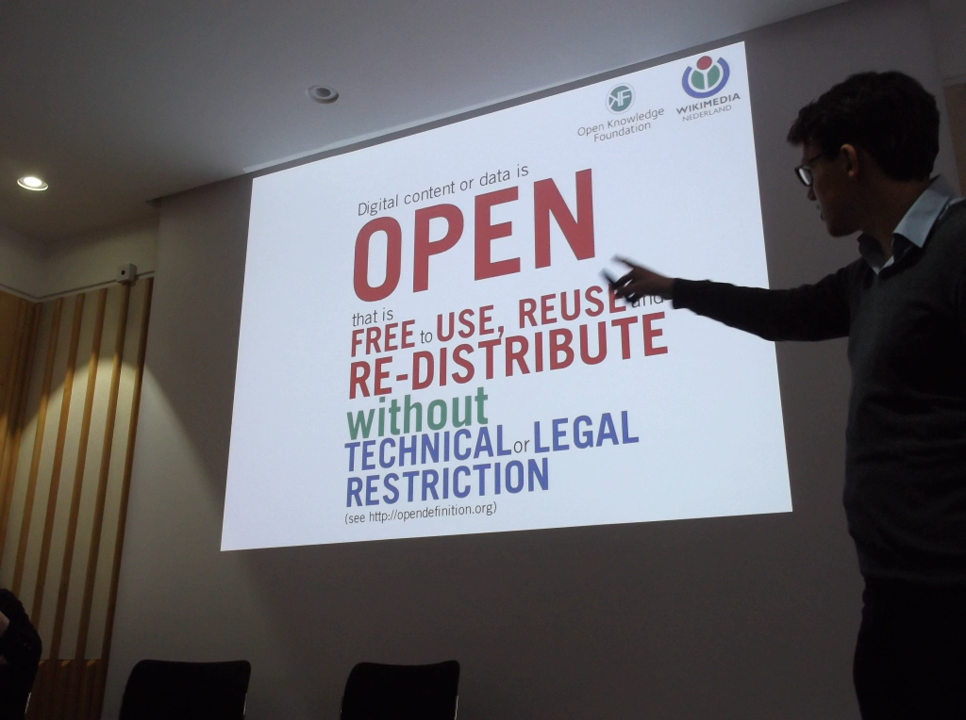 Open Knowledge
Foundation
WIKIMEDIA
NEDERLAND
Digital content or data is
OPEN
that is
FREE to USE, REUSE and
RE-DISTRIBUTE
without
TECHNICAL or LEGAL
RESTRICTION
(see http://opendefinition.org)